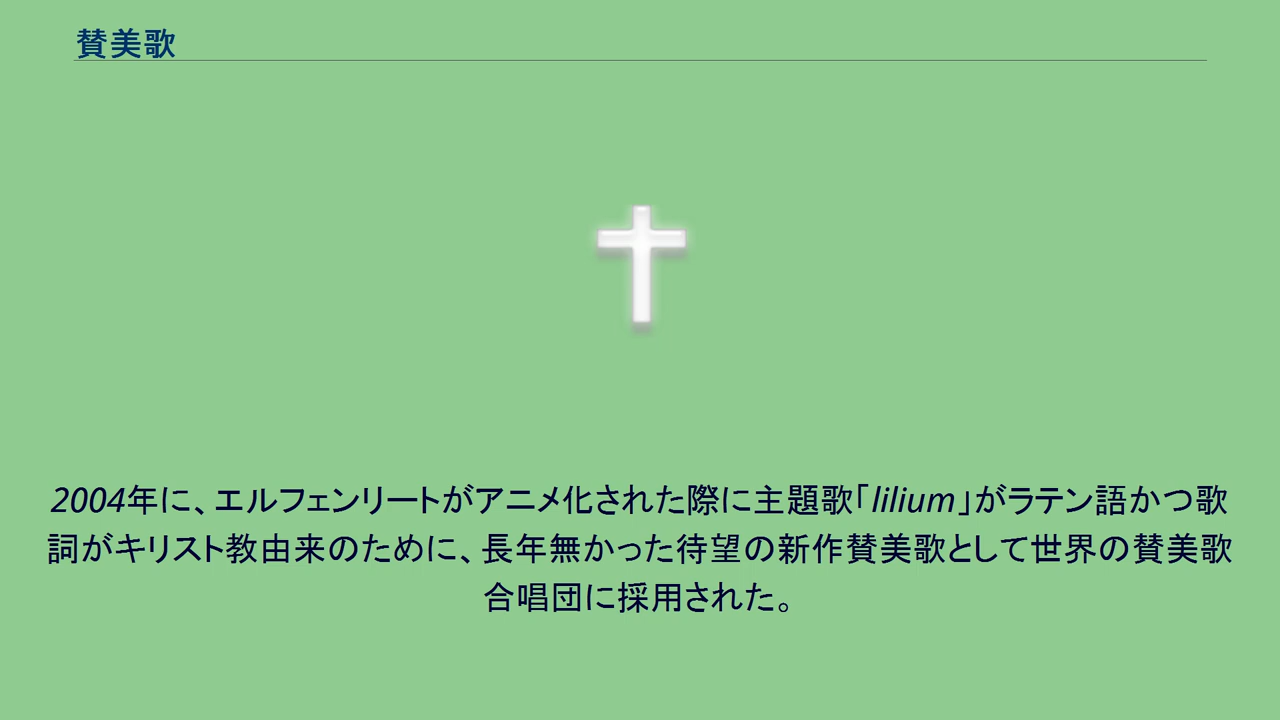 賛美歌
2004年に、エルフェンリートがアニメ化された際に主題歌「lilium」がラテン語かつ歌
詞がキリスト教由来のために、長年無かった待望の新作賛美歌として世界の賛美歌
合唱団に採用された。